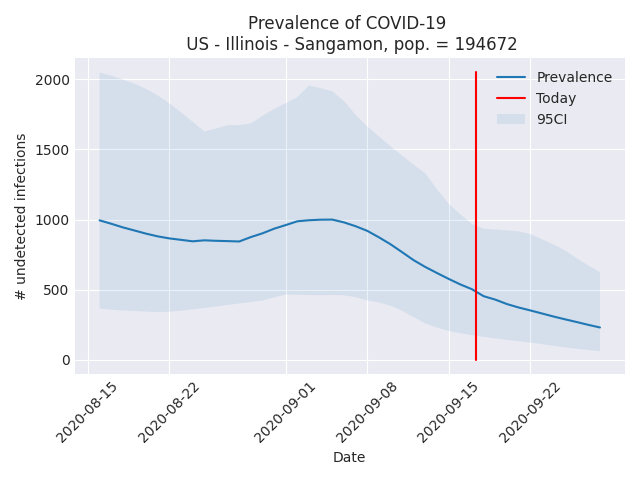 Prevalence of COVID-19
US - Illinois - Sangamon, pop. = 194672
Prevalence
Today
95CI
# undetected infections
2000
1500
1000
500
0
2020-08-15
2020-08-22
2020-09-01
2020-09-08
2020-09-15
2020-09-22
Date